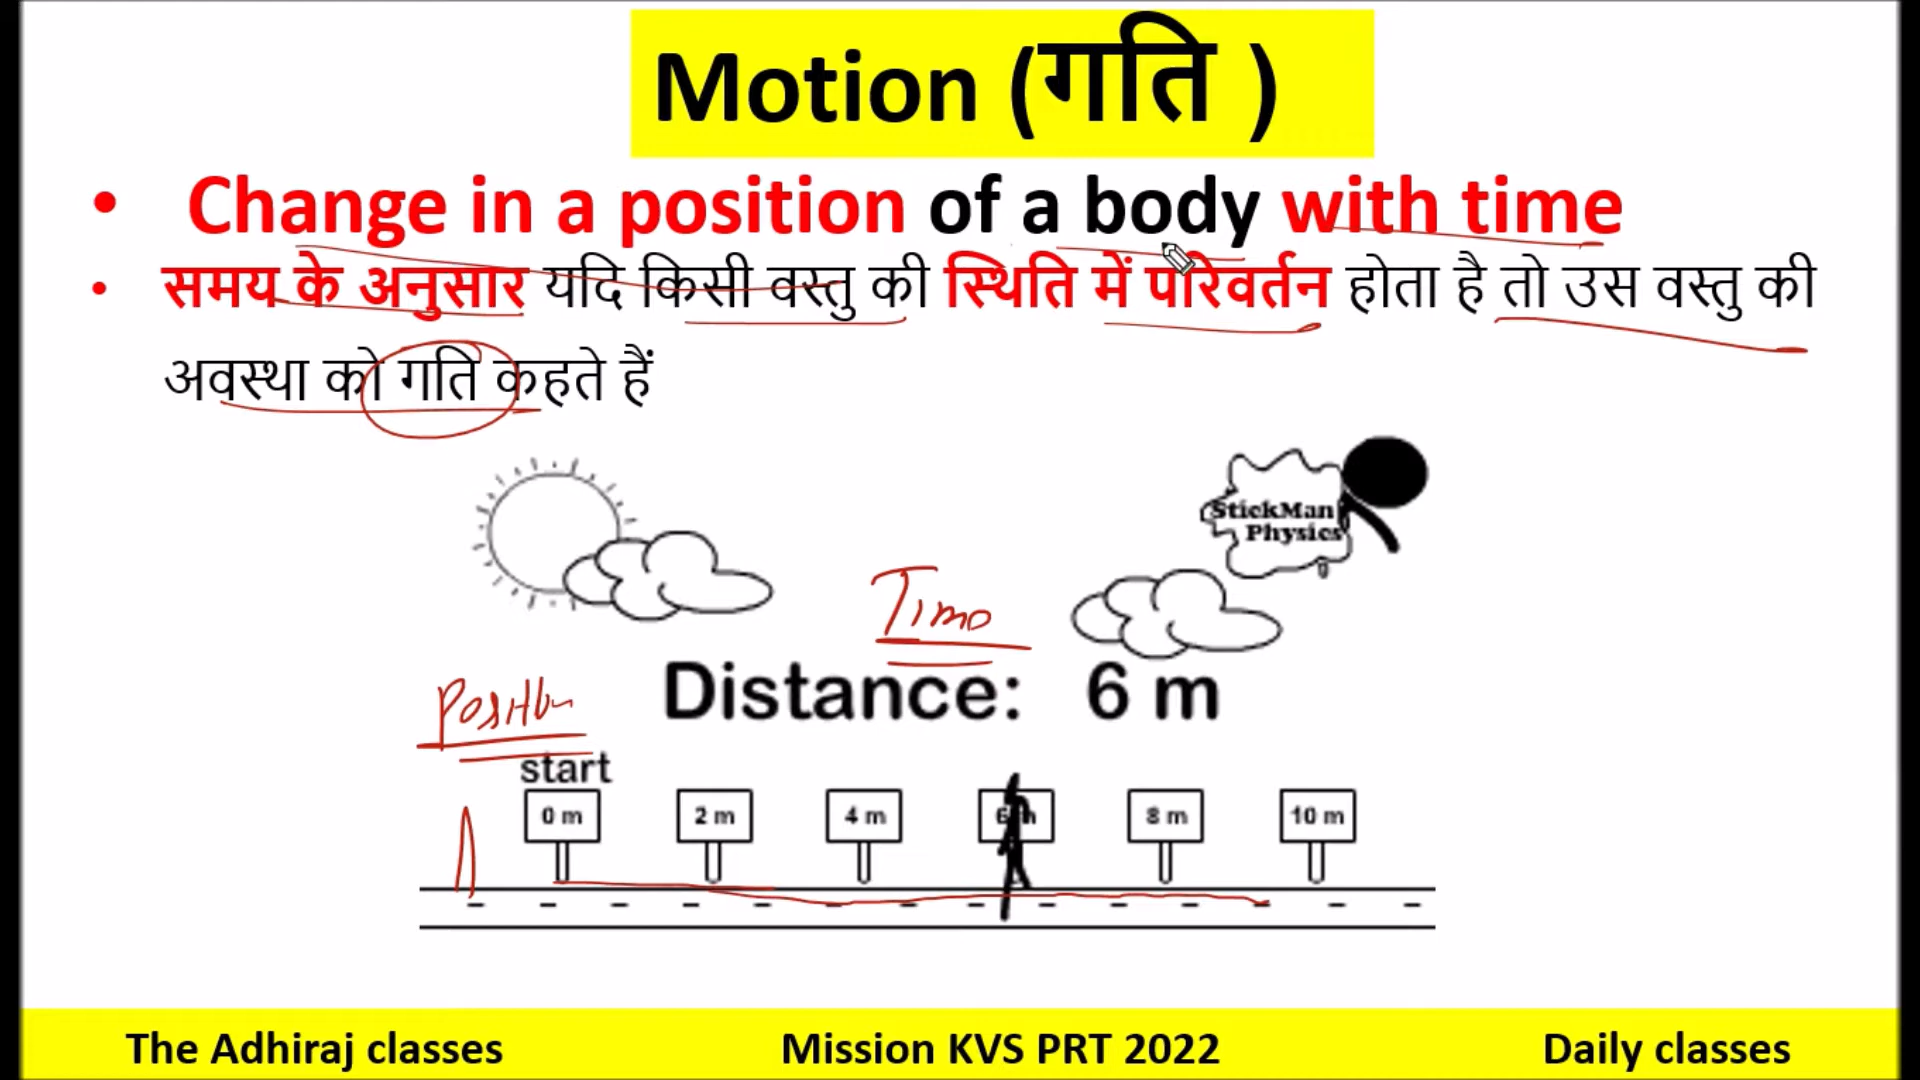 Motion (गति )
• Change in a position of a body with time
• समय के अनुसार यदि किसी वस्तु की स्थिति में परिवर्तन होता है तो उस वस्तु की
अवस्था को गति कहते हैं
StickMan
Physics
Time
Distance: 6 m
Position
start
0 m 2 m 4 m 6 m 8 m 10 m
The Adhiraj classes Mission KVS PRT 2022 Daily classes